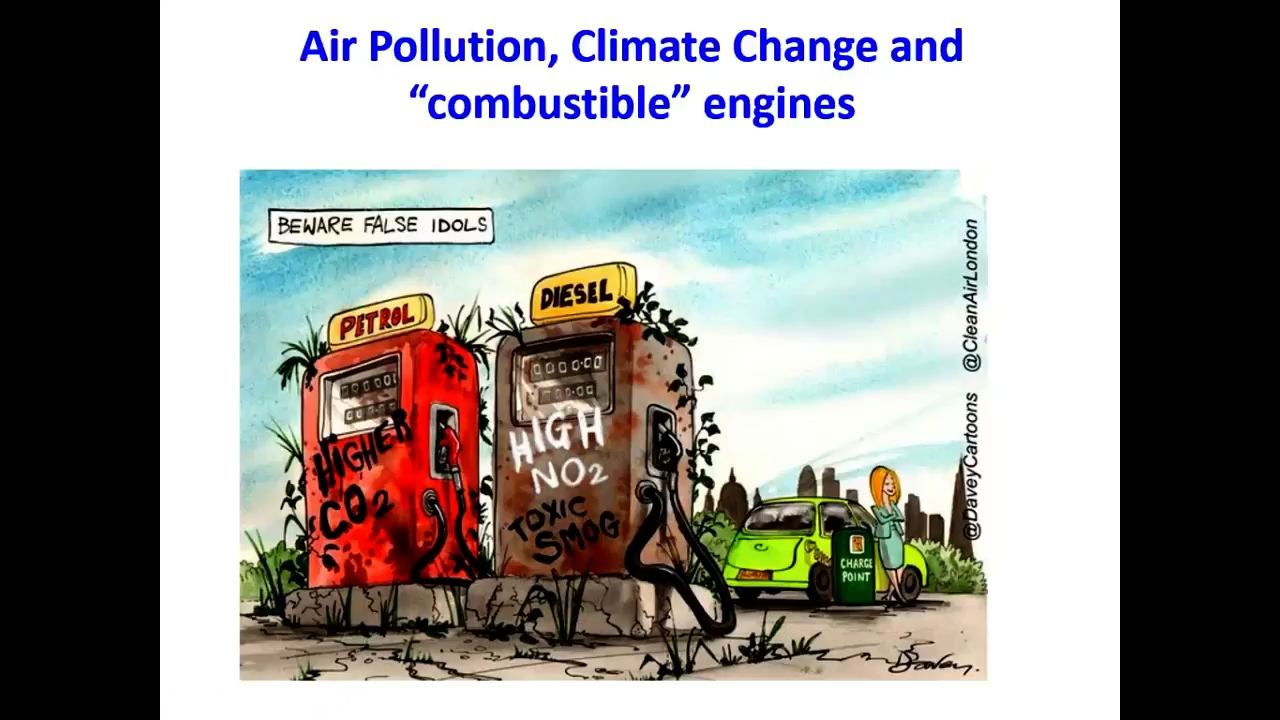 Air Pollution, Climate Change and
“combustible” engines
BEWARE FALSE IDOLS
PETROL
DIESEL
HIGHER
CO2
HIGH
NO2
TOXIC
SMOG
CHARGE
POINT
@DaveyCartoons @CleanAirLondon
Davey.